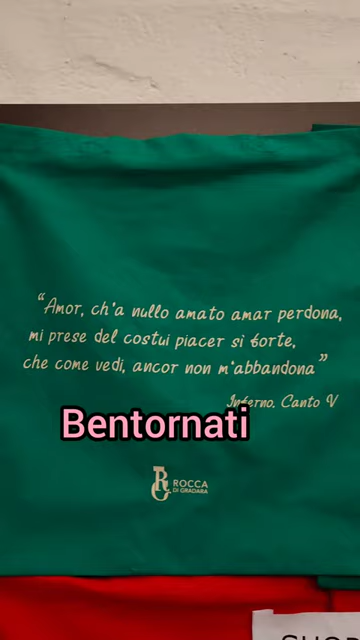 “Amor, ch'a nullo amato amar perdona,
mi prese del costui piacer sì forte,
che come vedi, ancor non m'abbandona”
Inferno, Canto V
Bentornati
ROCCA
DI GRADARA